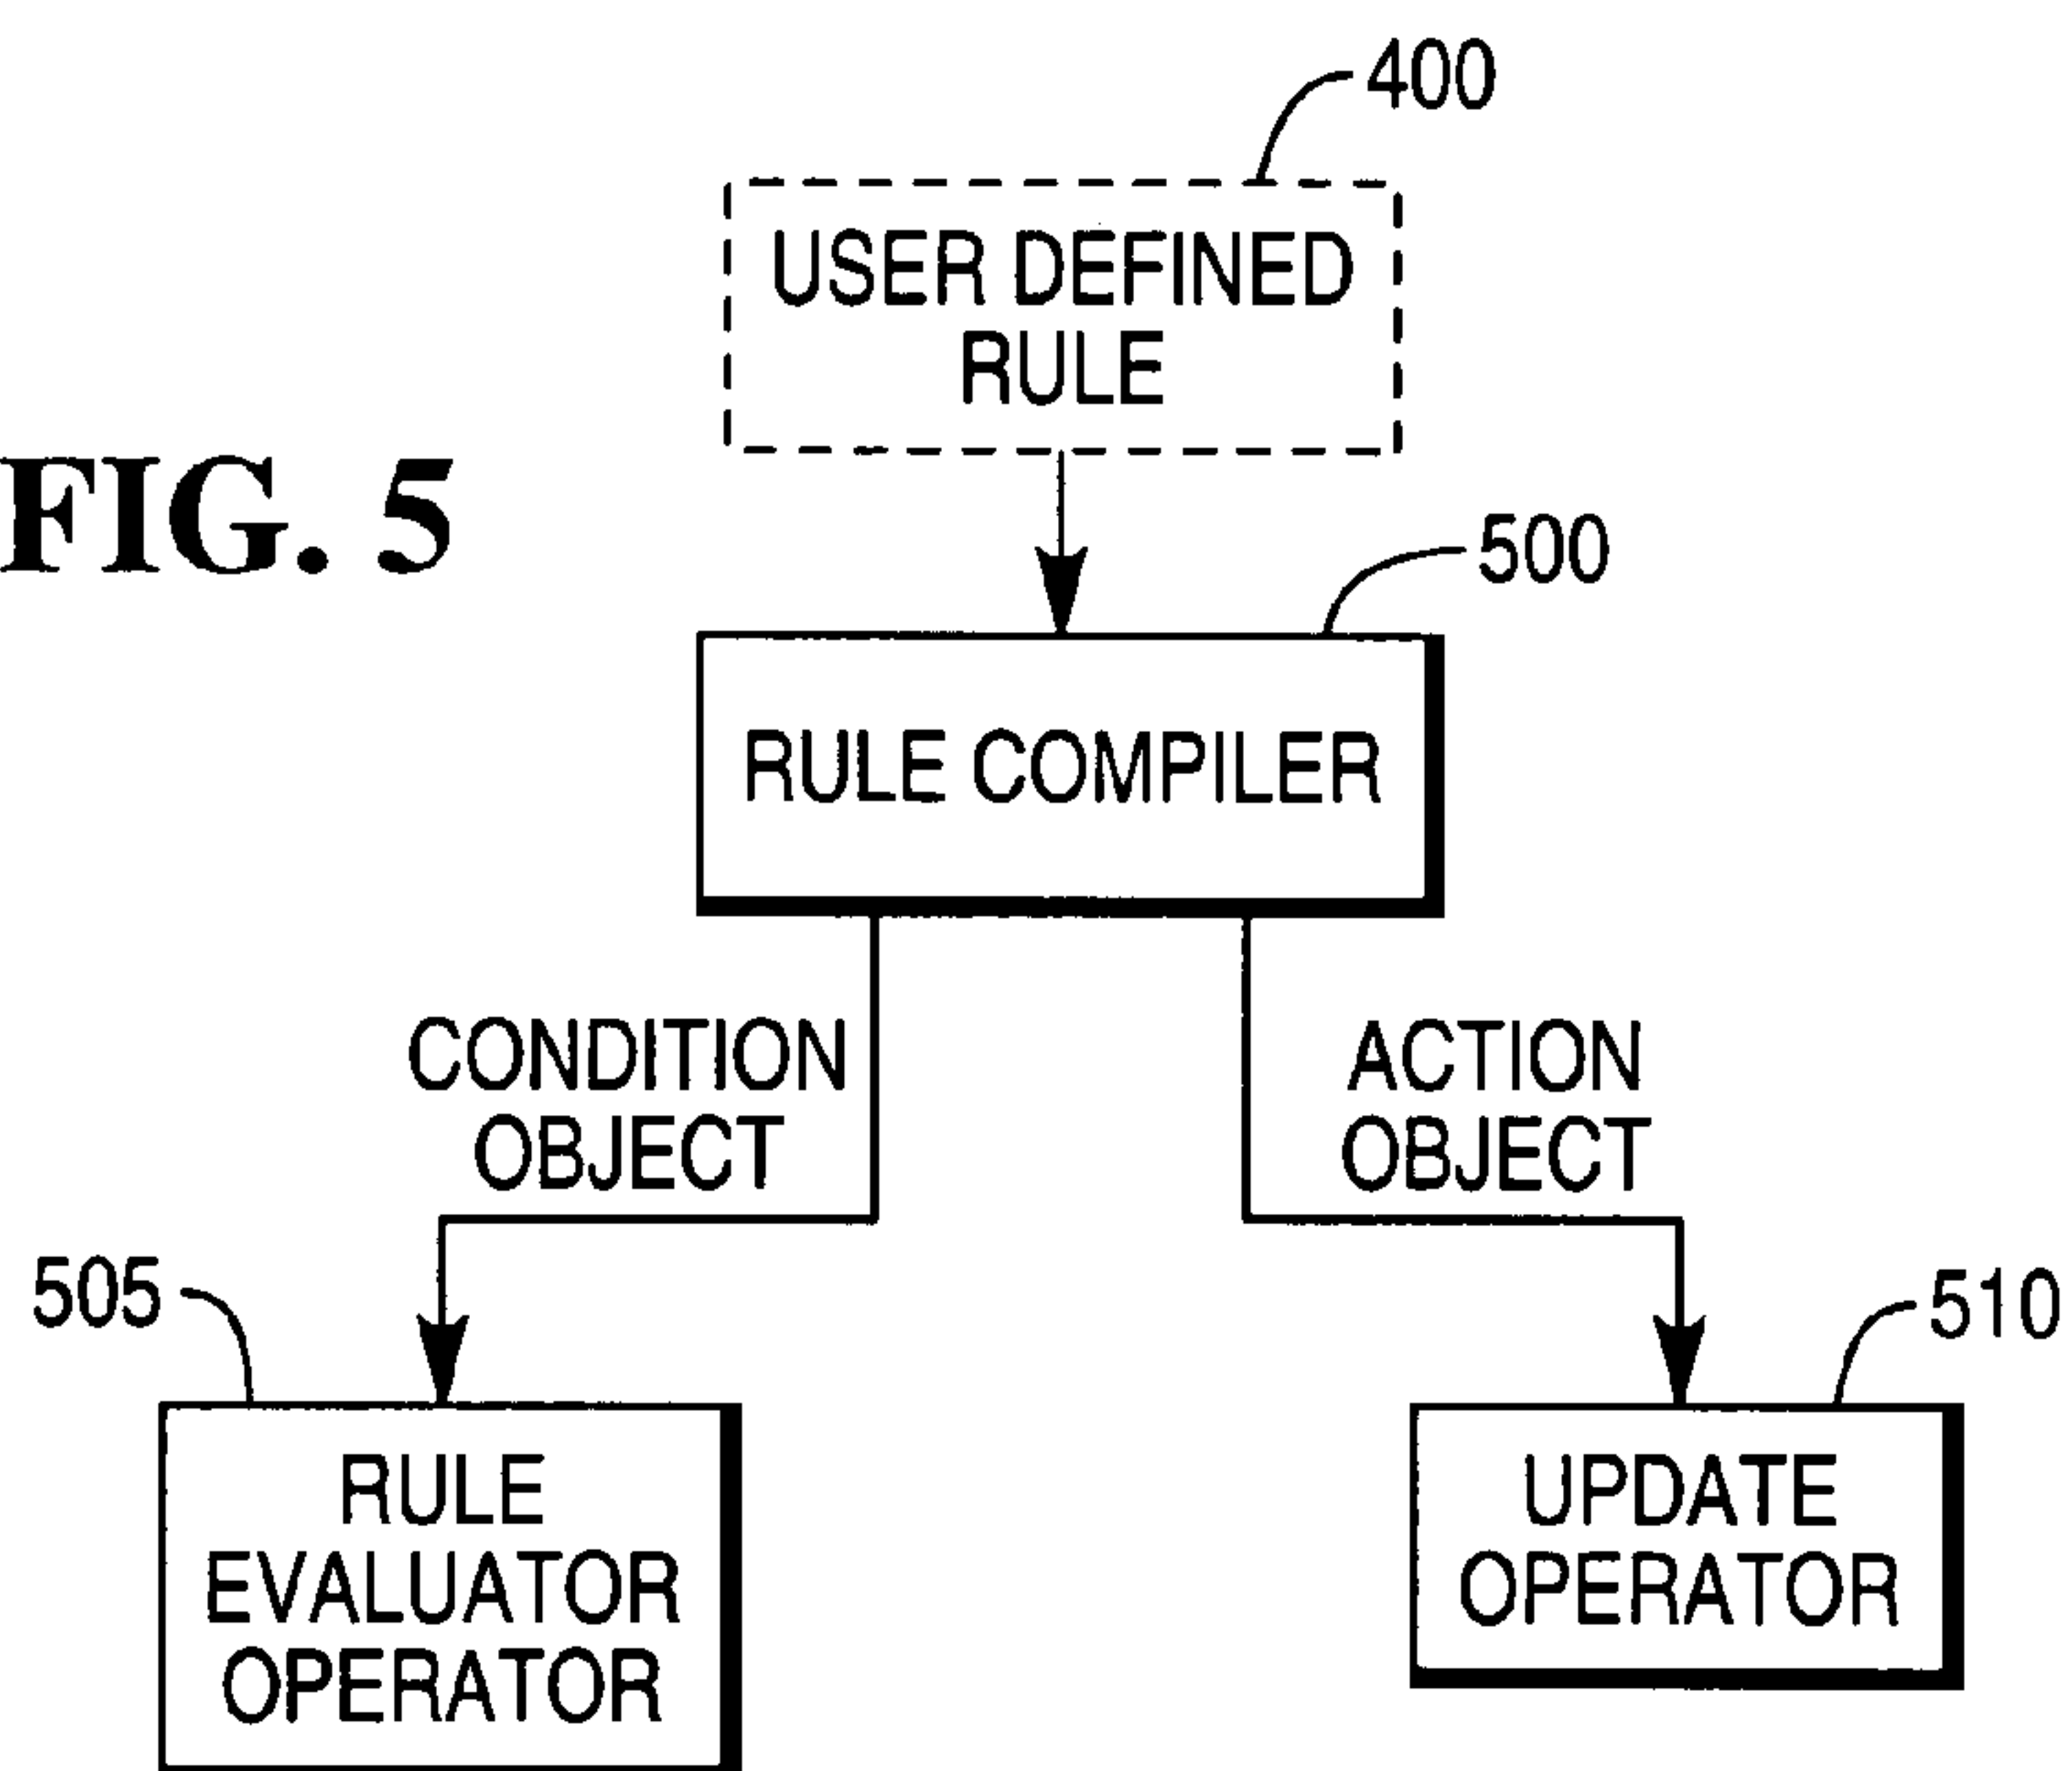 400
USER DEFINED
RULE
FIG. 5
500
RULE COMPILER
CONDITION
OBJECT
ACTION
OBJECT
505
510
RULE
EVALUATOR
OPERATOR
UPDATE
OPERATOR